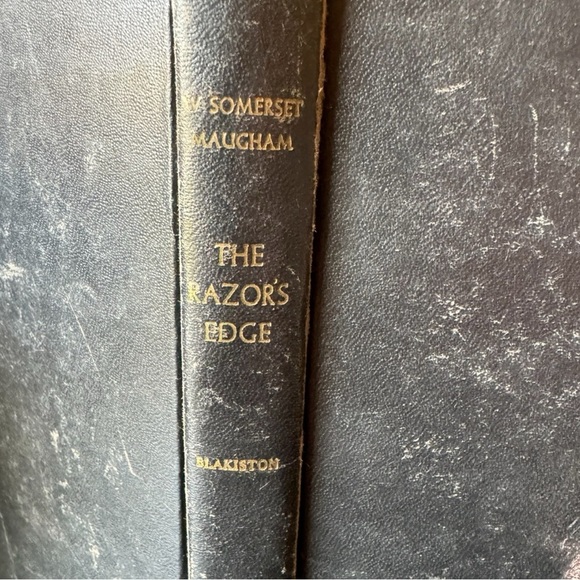 W SOMERSET
MAUGHAM
THE
RAZOR'S
EDGE
BLAKISTON